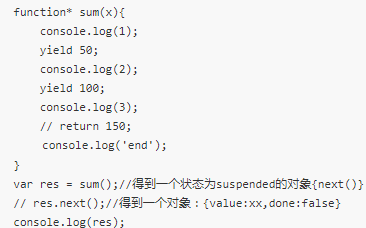 function* sum(x){
    console.log(1);
    yield 50;
    console.log(2);
    yield 100;
    console.log(3);
    // return 150;
    console.log('end');
}
var res = sum();//得到一个状态为suspended的对象{next()}
// res.next();//得到一个对象：{value:xx,done:false}
console.log(res);